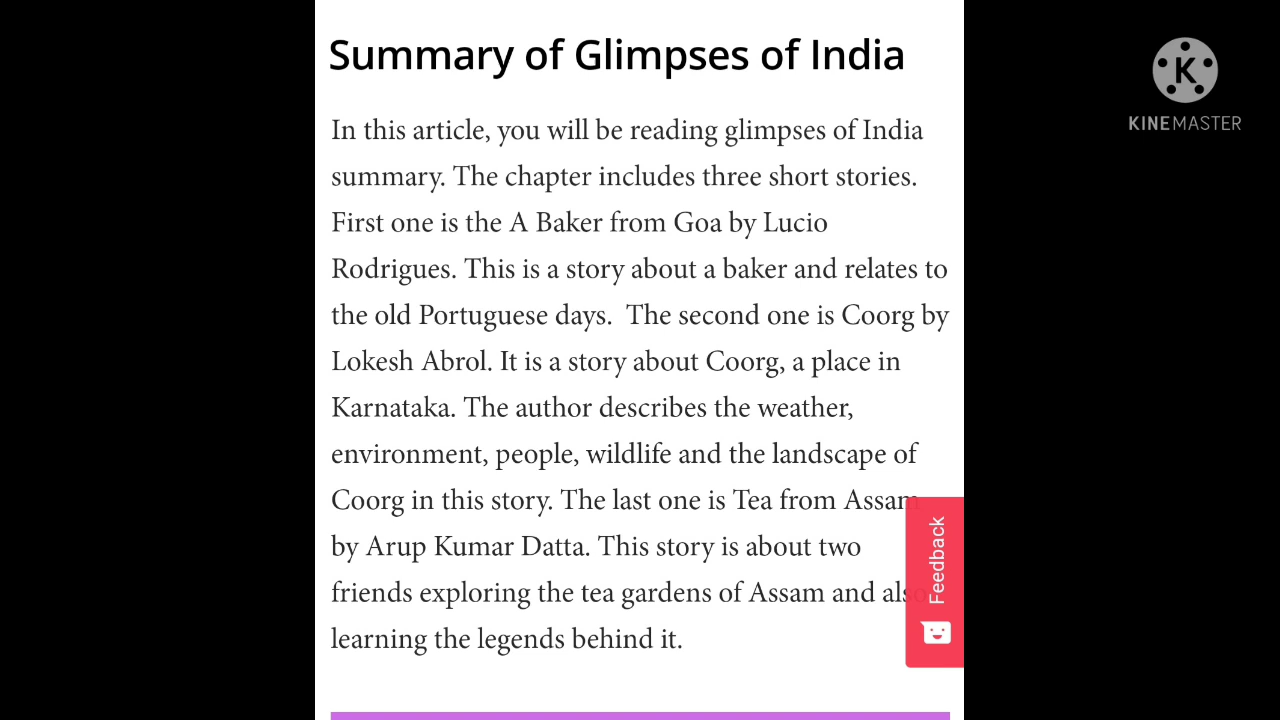 Summary of Glimpses of India
In this article, you will be reading glimpses of India
summary. The chapter includes three short stories.
First one is the A Baker from Goa by Lucio
Rodrigues. This is a story about a baker and relates to
the old Portuguese days. The second one is Coorg by
Lokesh Abrol. It is a story about Coorg, a place in
Karnataka. The author describes the weather,
environment, people, wildlife and the landscape of
Coorg in this story. The last one is Tea from Assam
by Arup Kumar Datta. This story is about two
friends exploring the tea gardens of Assam and also
learning the legends behind it.
Feedback
K
KINEMASTER